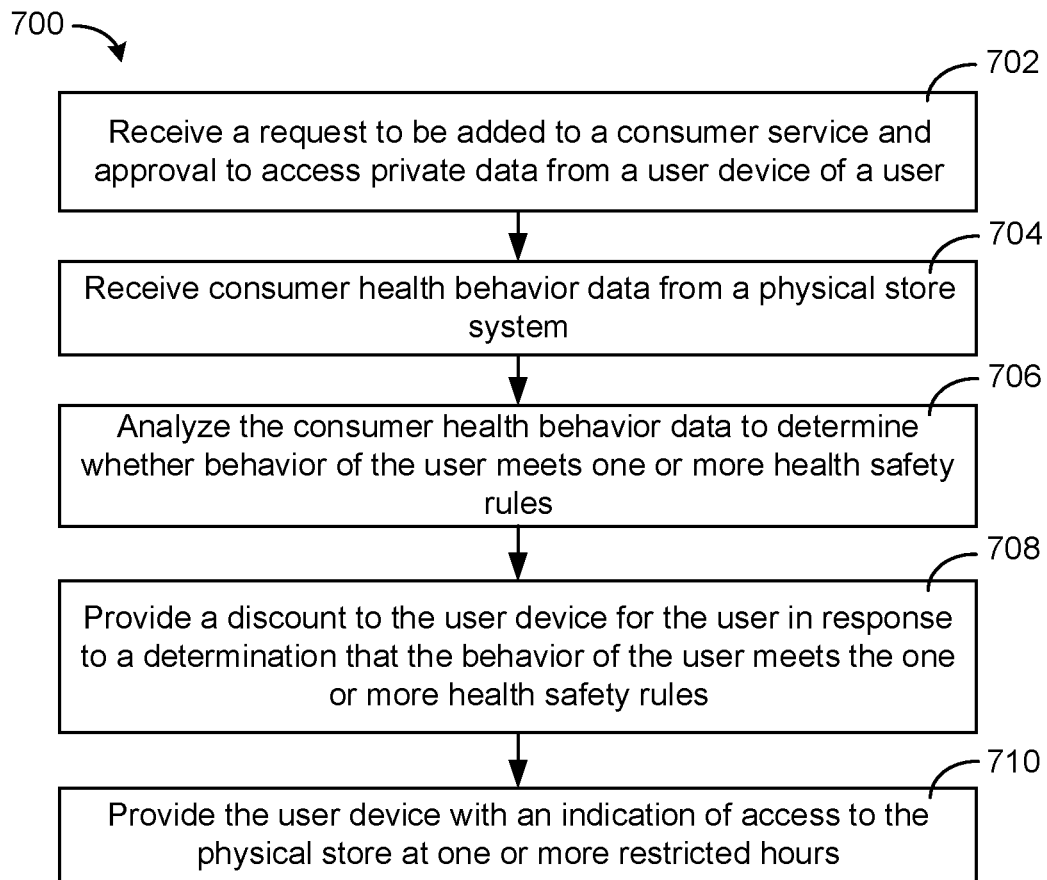 700
702
Receive a request to be added to a consumer service and
approval to access private data from a user device of a user
704
Receive consumer health behavior data from a physical store
system
706
Analyze the consumer health behavior data to determine
whether behavior of the user meets one or more health safety
rules
708
Provide a discount to the user device for the user in response
to a determination that the behavior of the user meets the one
or more health safety rules
710
Provide the user device with an indication of access to the
physical store at one or more restricted hours